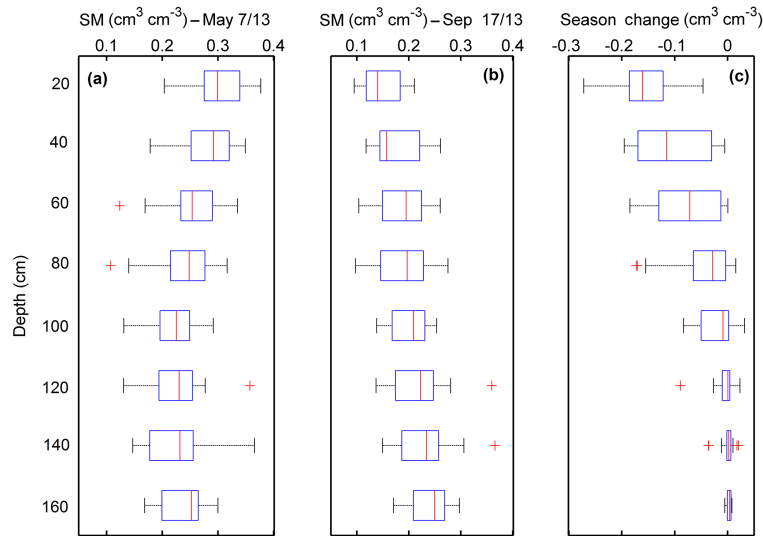 SM (cm³ cm⁻³) – May 7/13
SM (cm³ cm⁻³) – Sep 17/13
Season change (cm³ cm⁻³)
0.1 0.2 0.3 0.4
0.1 0.2 0.3 0.4
-0.3 -0.2 -0.1 0
(a)
(b)
(c)
Depth (cm)
20
40
60
80
100
120
140
160